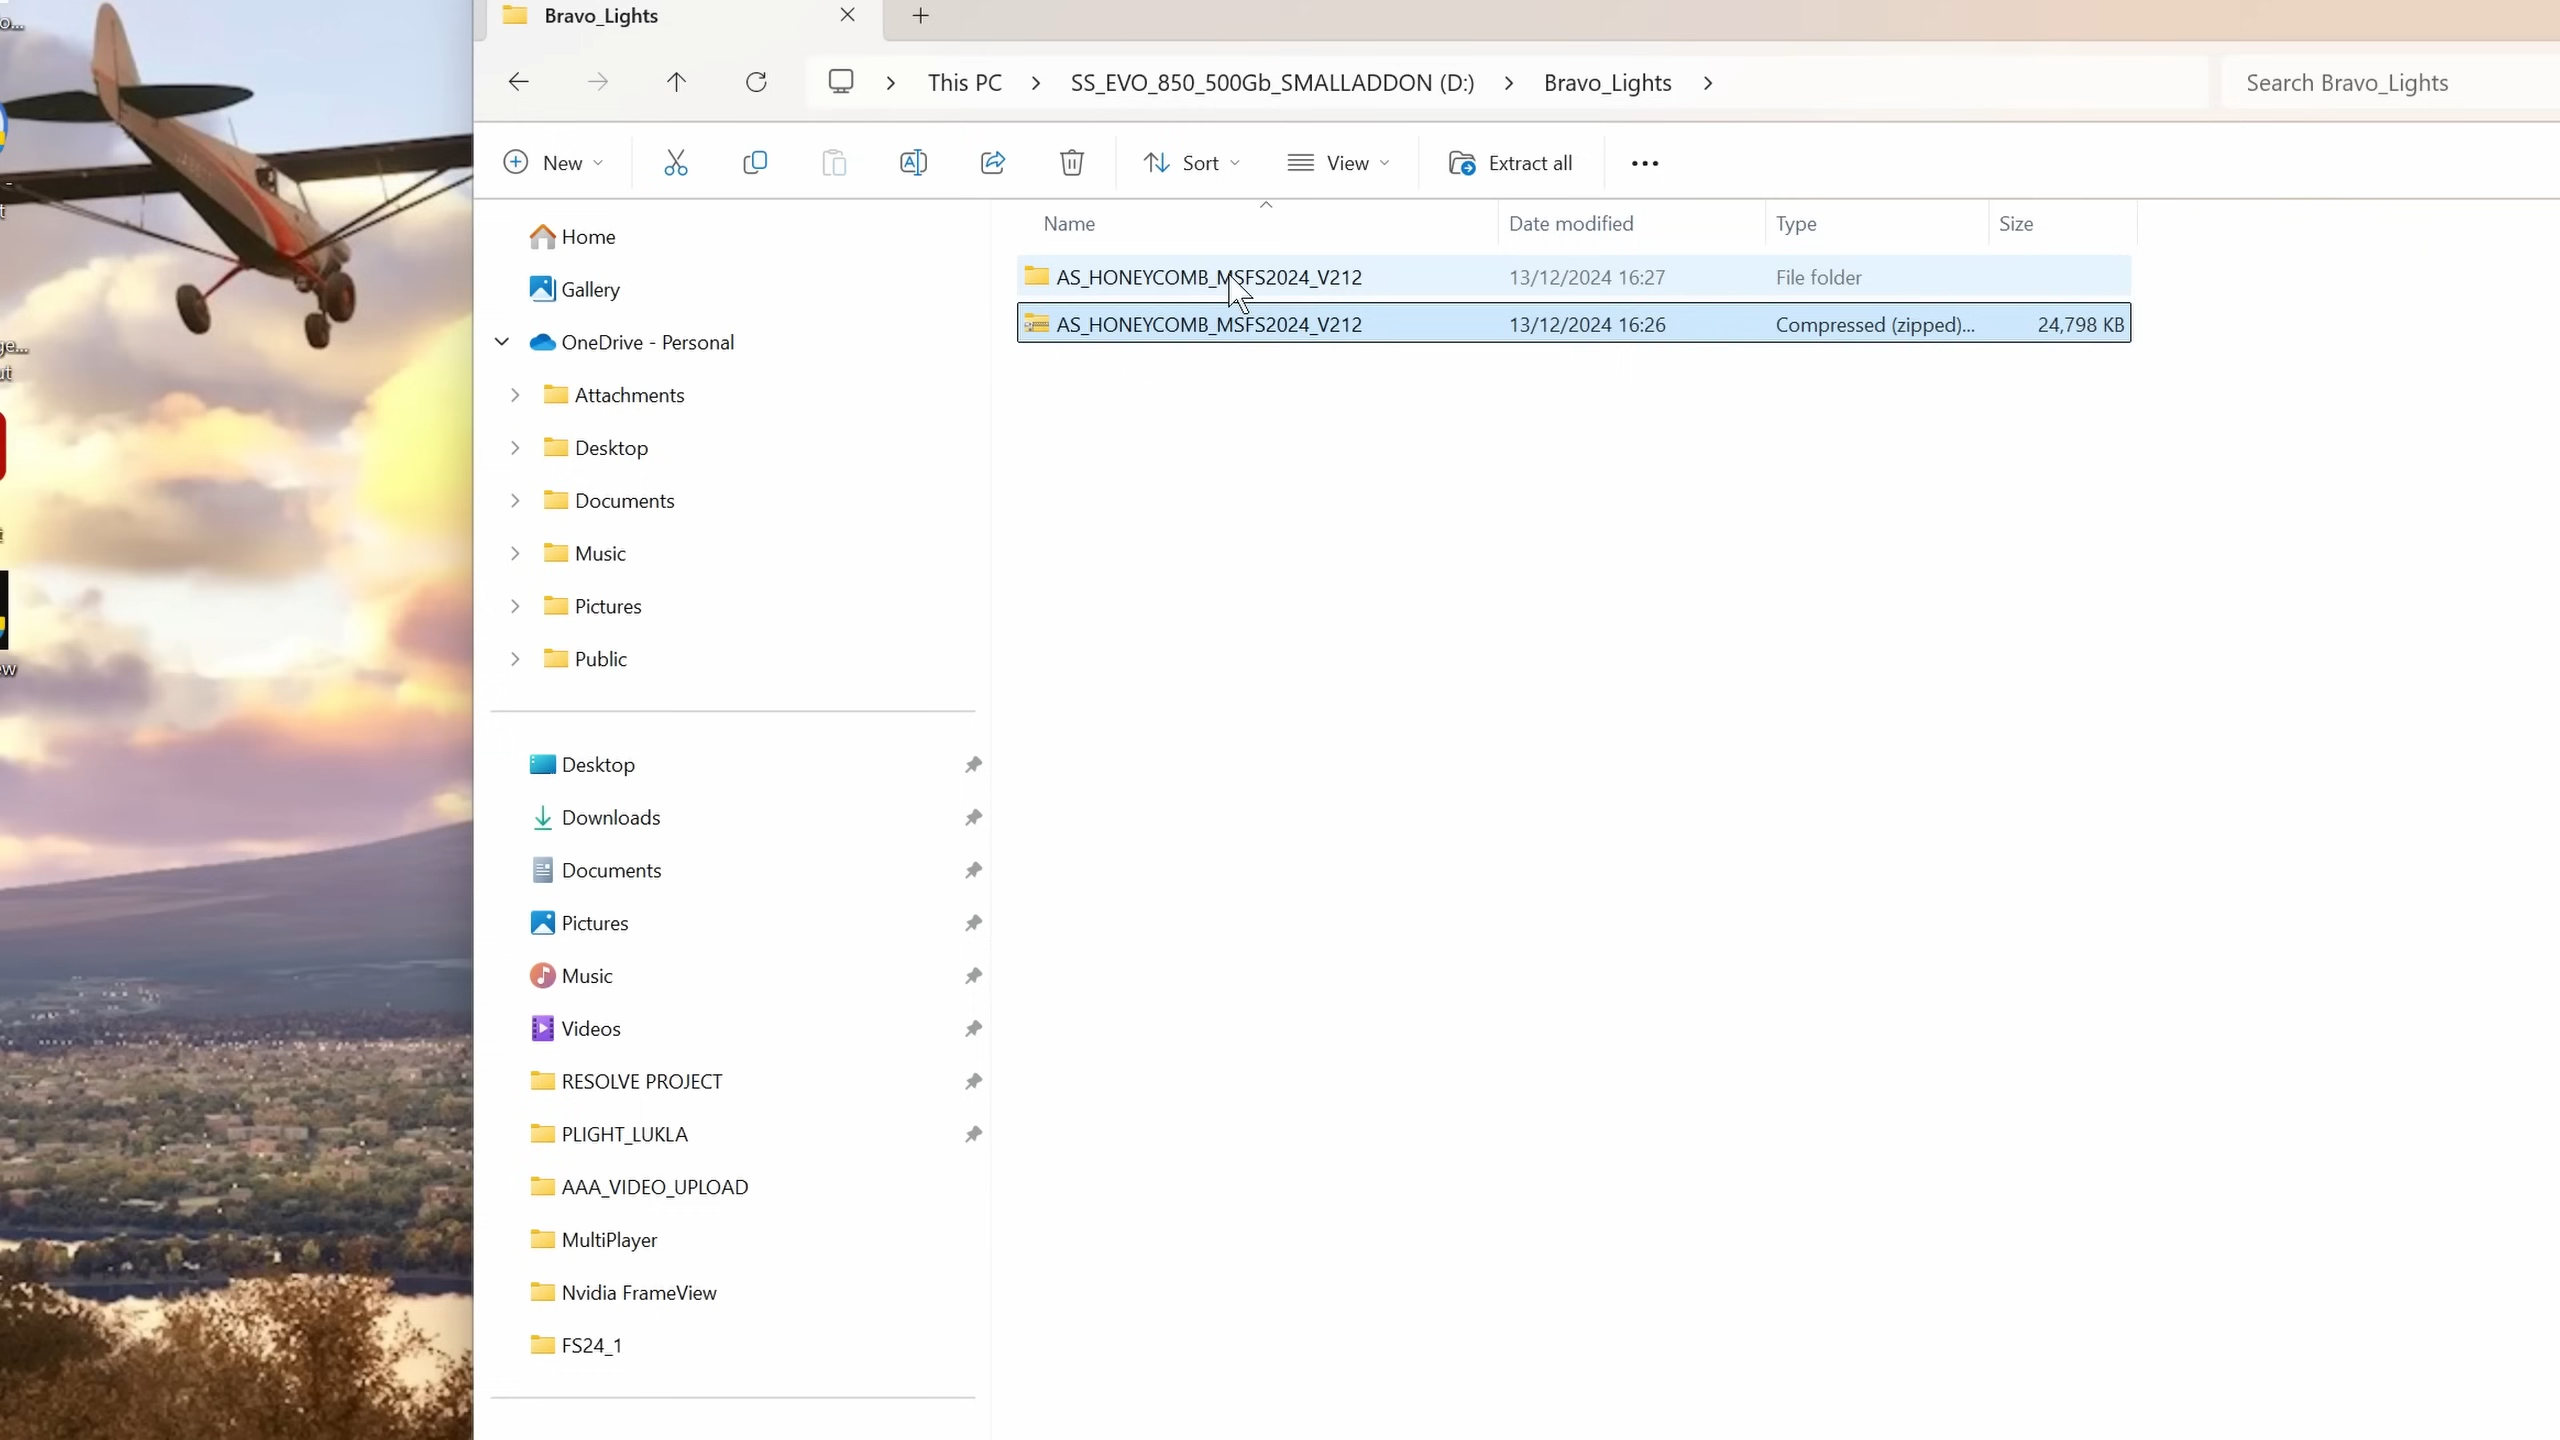 Bravo_Lights
This PC SS_EVO_850_500Gb_SMALLADDON (D:) Bravo_Lights
Search Bravo_Lights
New Sort View Extract all
Name Date modified Type Size
AS_HONEYCOMB_MSFS2024_V212 13/12/2024 16:27 File folder
AS_HONEYCOMB_MSFS2024_V212 13/12/2024 16:26 Compressed (zipped)... 24,798 KB
Home
Gallery
OneDrive - Personal
Attachments
Desktop
Documents
Music
Pictures
Public
Desktop
Downloads
Documents
Pictures
Music
Videos
RESOLVE PROJECT
PLIGHT_LUKLA
AAA_VIDEO_UPLOAD
MultiPlayer
Nvidia FrameView
FS24_1